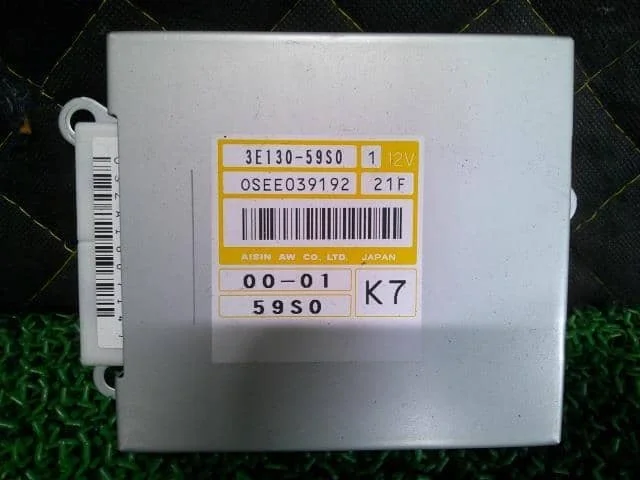 3E130-59S0 1 12V
0SEE039192 21F
AISIN AW CO. LTD. JAPAN
00-01
59S0
K7